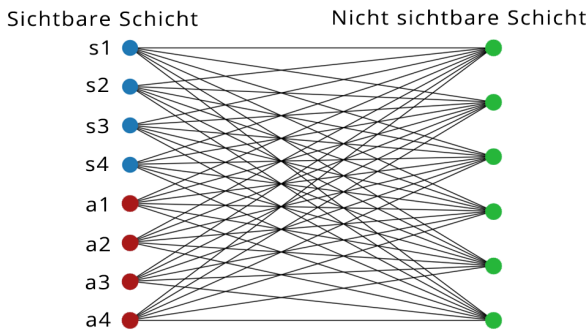 Sichtbare Schicht
Nicht sichtbare Schicht
s1
s2
s3
s4
a1
a2
a3
a4